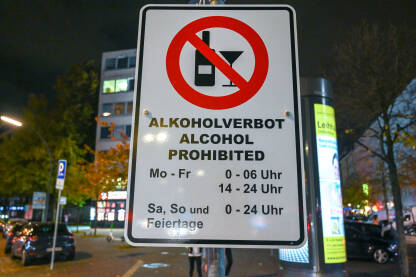 ALKOHOLVERBOT
ALCOHOL
PROHIBITED
Mo - Fr 0 - 06 Uhr
14 - 24 Uhr
Sa, So und 0 - 24 Uhr
Feiertage
P